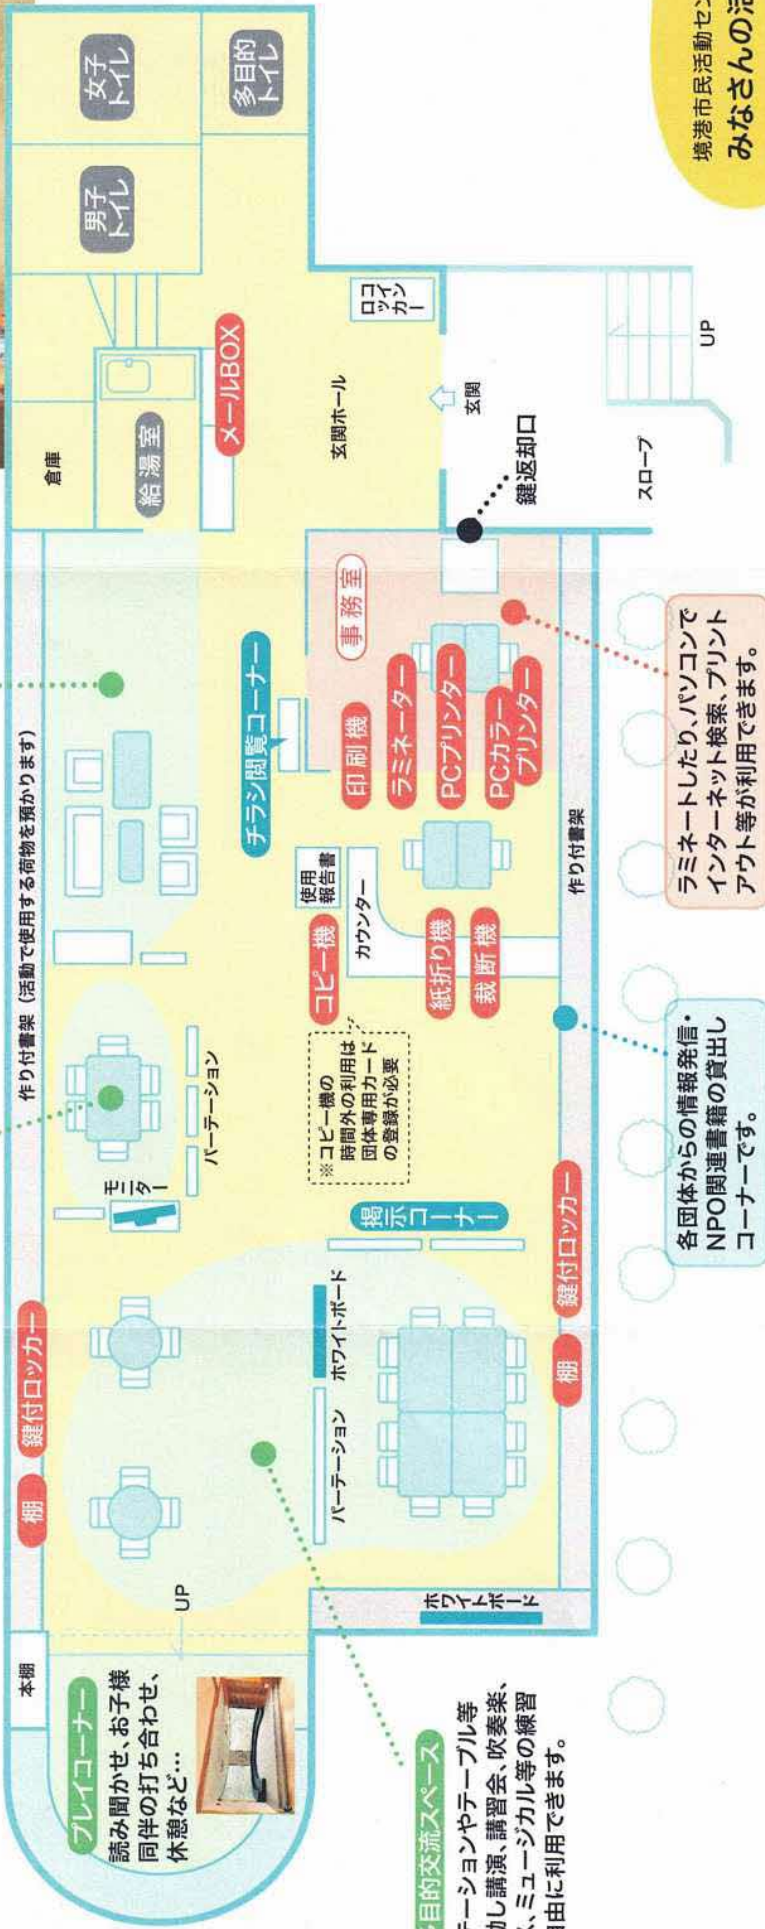 女子
トイレ
多目的
トイレ
男子
トイレ
倉庫
給湯室
メールBOX
コイン
ロッカー
玄関ホール
玄関
UP
スロープ
鍵返却口
境港市民活動セン
みなさんの活
作り付書架（活動で使用する荷物を預かります）
チラシ閲覧コーナー
事務室
印刷機
ラミネーター
PCプリンター
PCカラー
プリンター
使用
報告書
カウンター
コピー機
紙折り機
裁断機
※コピー機の
時間外の利用は
団体専用カード
の登録が必要
作り付書架
ラミネートしたり、パソコンで
インターネット検索、プリント
アウト等が利用できます。
各団体からの情報発信・
NPO関連書籍の貸出し
コーナーです。
モニター
パーテーション
掲示コーナー
鍵付ロッカー
棚
ホワイトボード
パーテーション
棚
鍵付ロッカー
ホワイトボード
UP
本棚
プレイコーナー
読み聞かせ、お子様
同伴の打ち合わせ、
休憩など…
目的交流スペース
テーションやテーブル等
動し講演、講習会、吹奏楽、
、ミュージカル等の練習
由に利用できます。